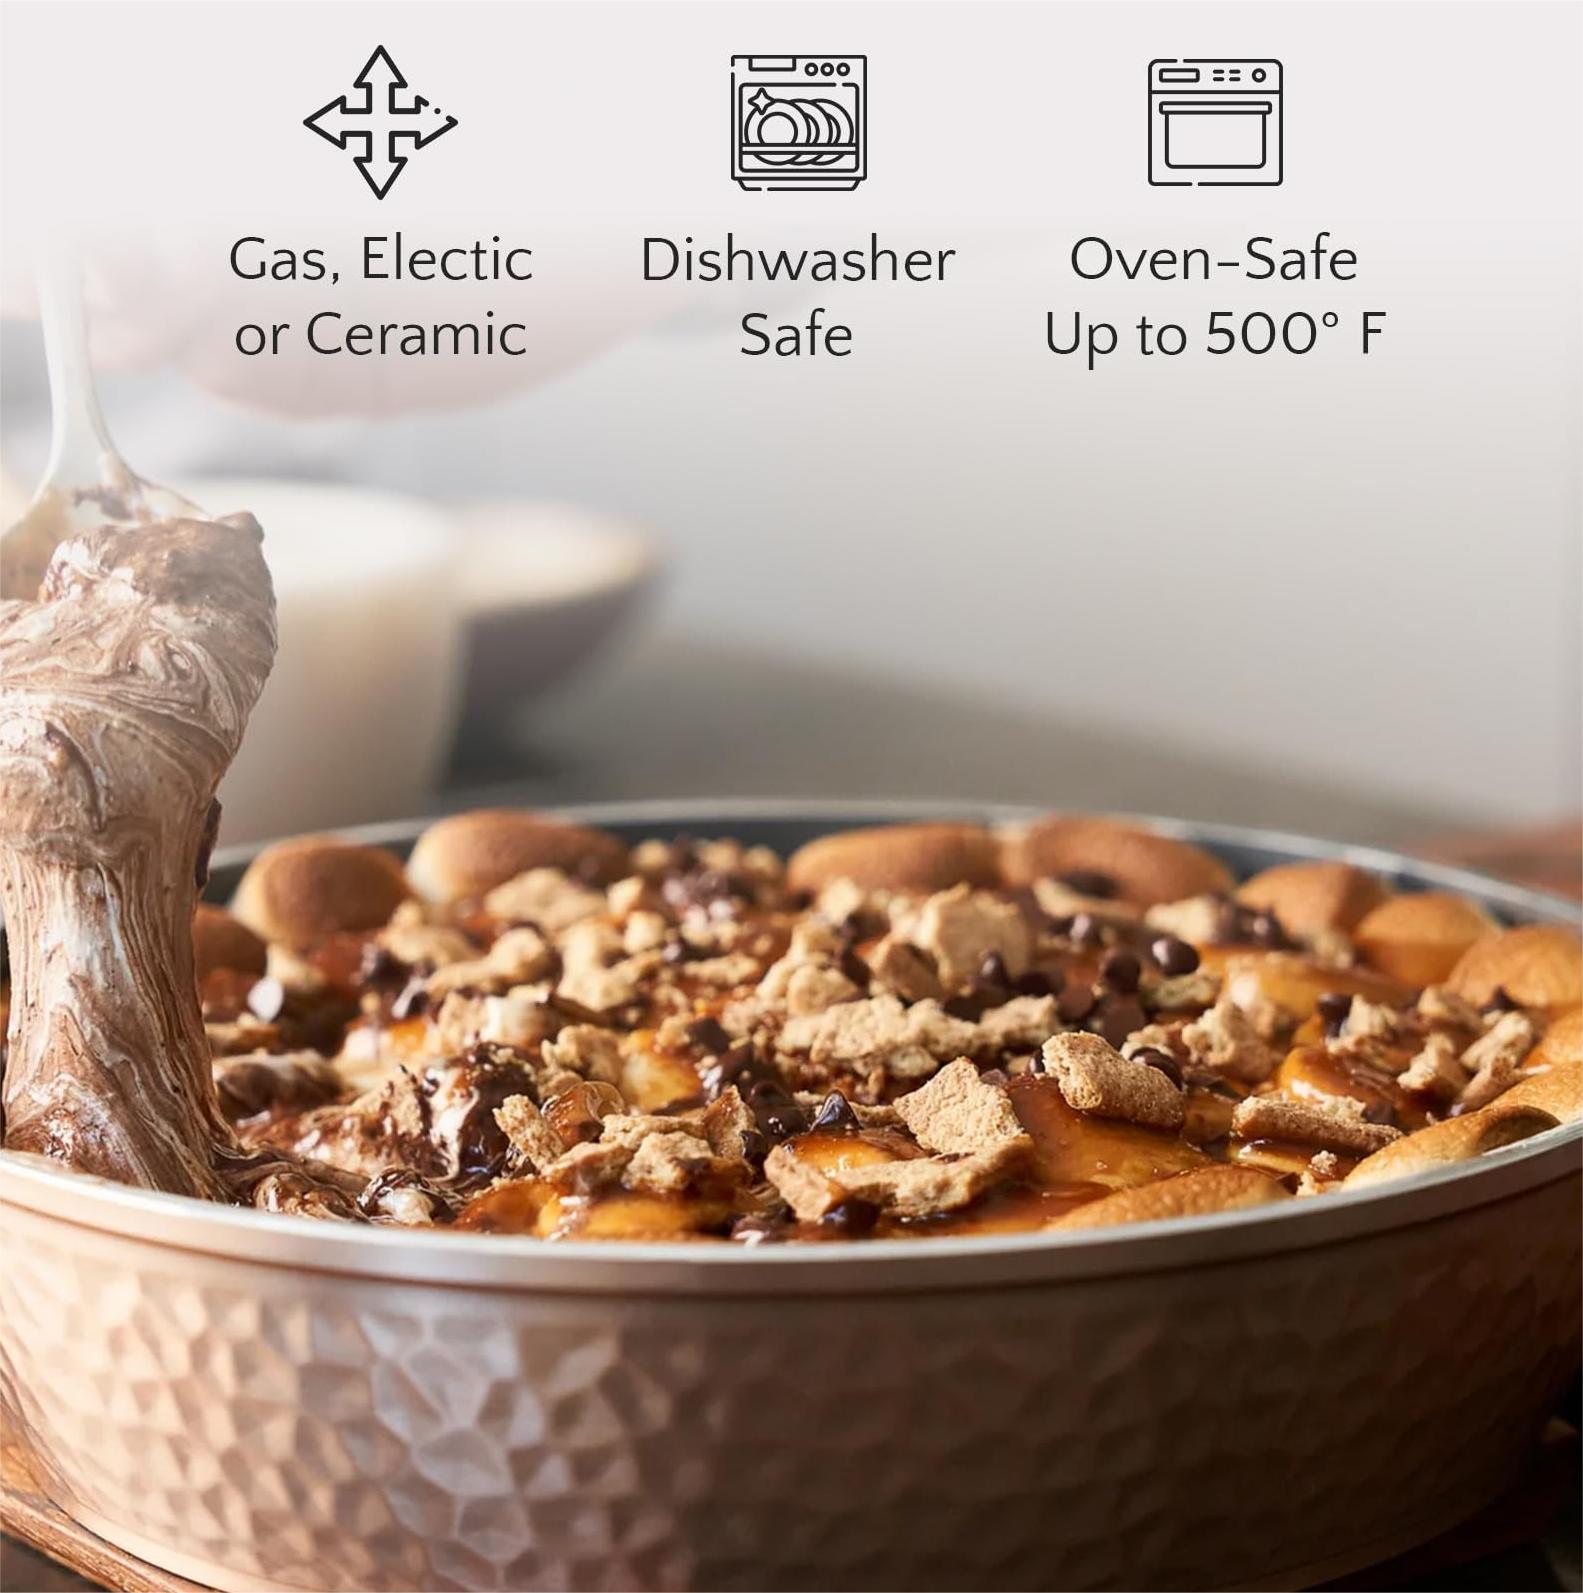 Gas, Electic
or Ceramic
Dishwasher
Safe
Oven-Safe
Up to 500° F